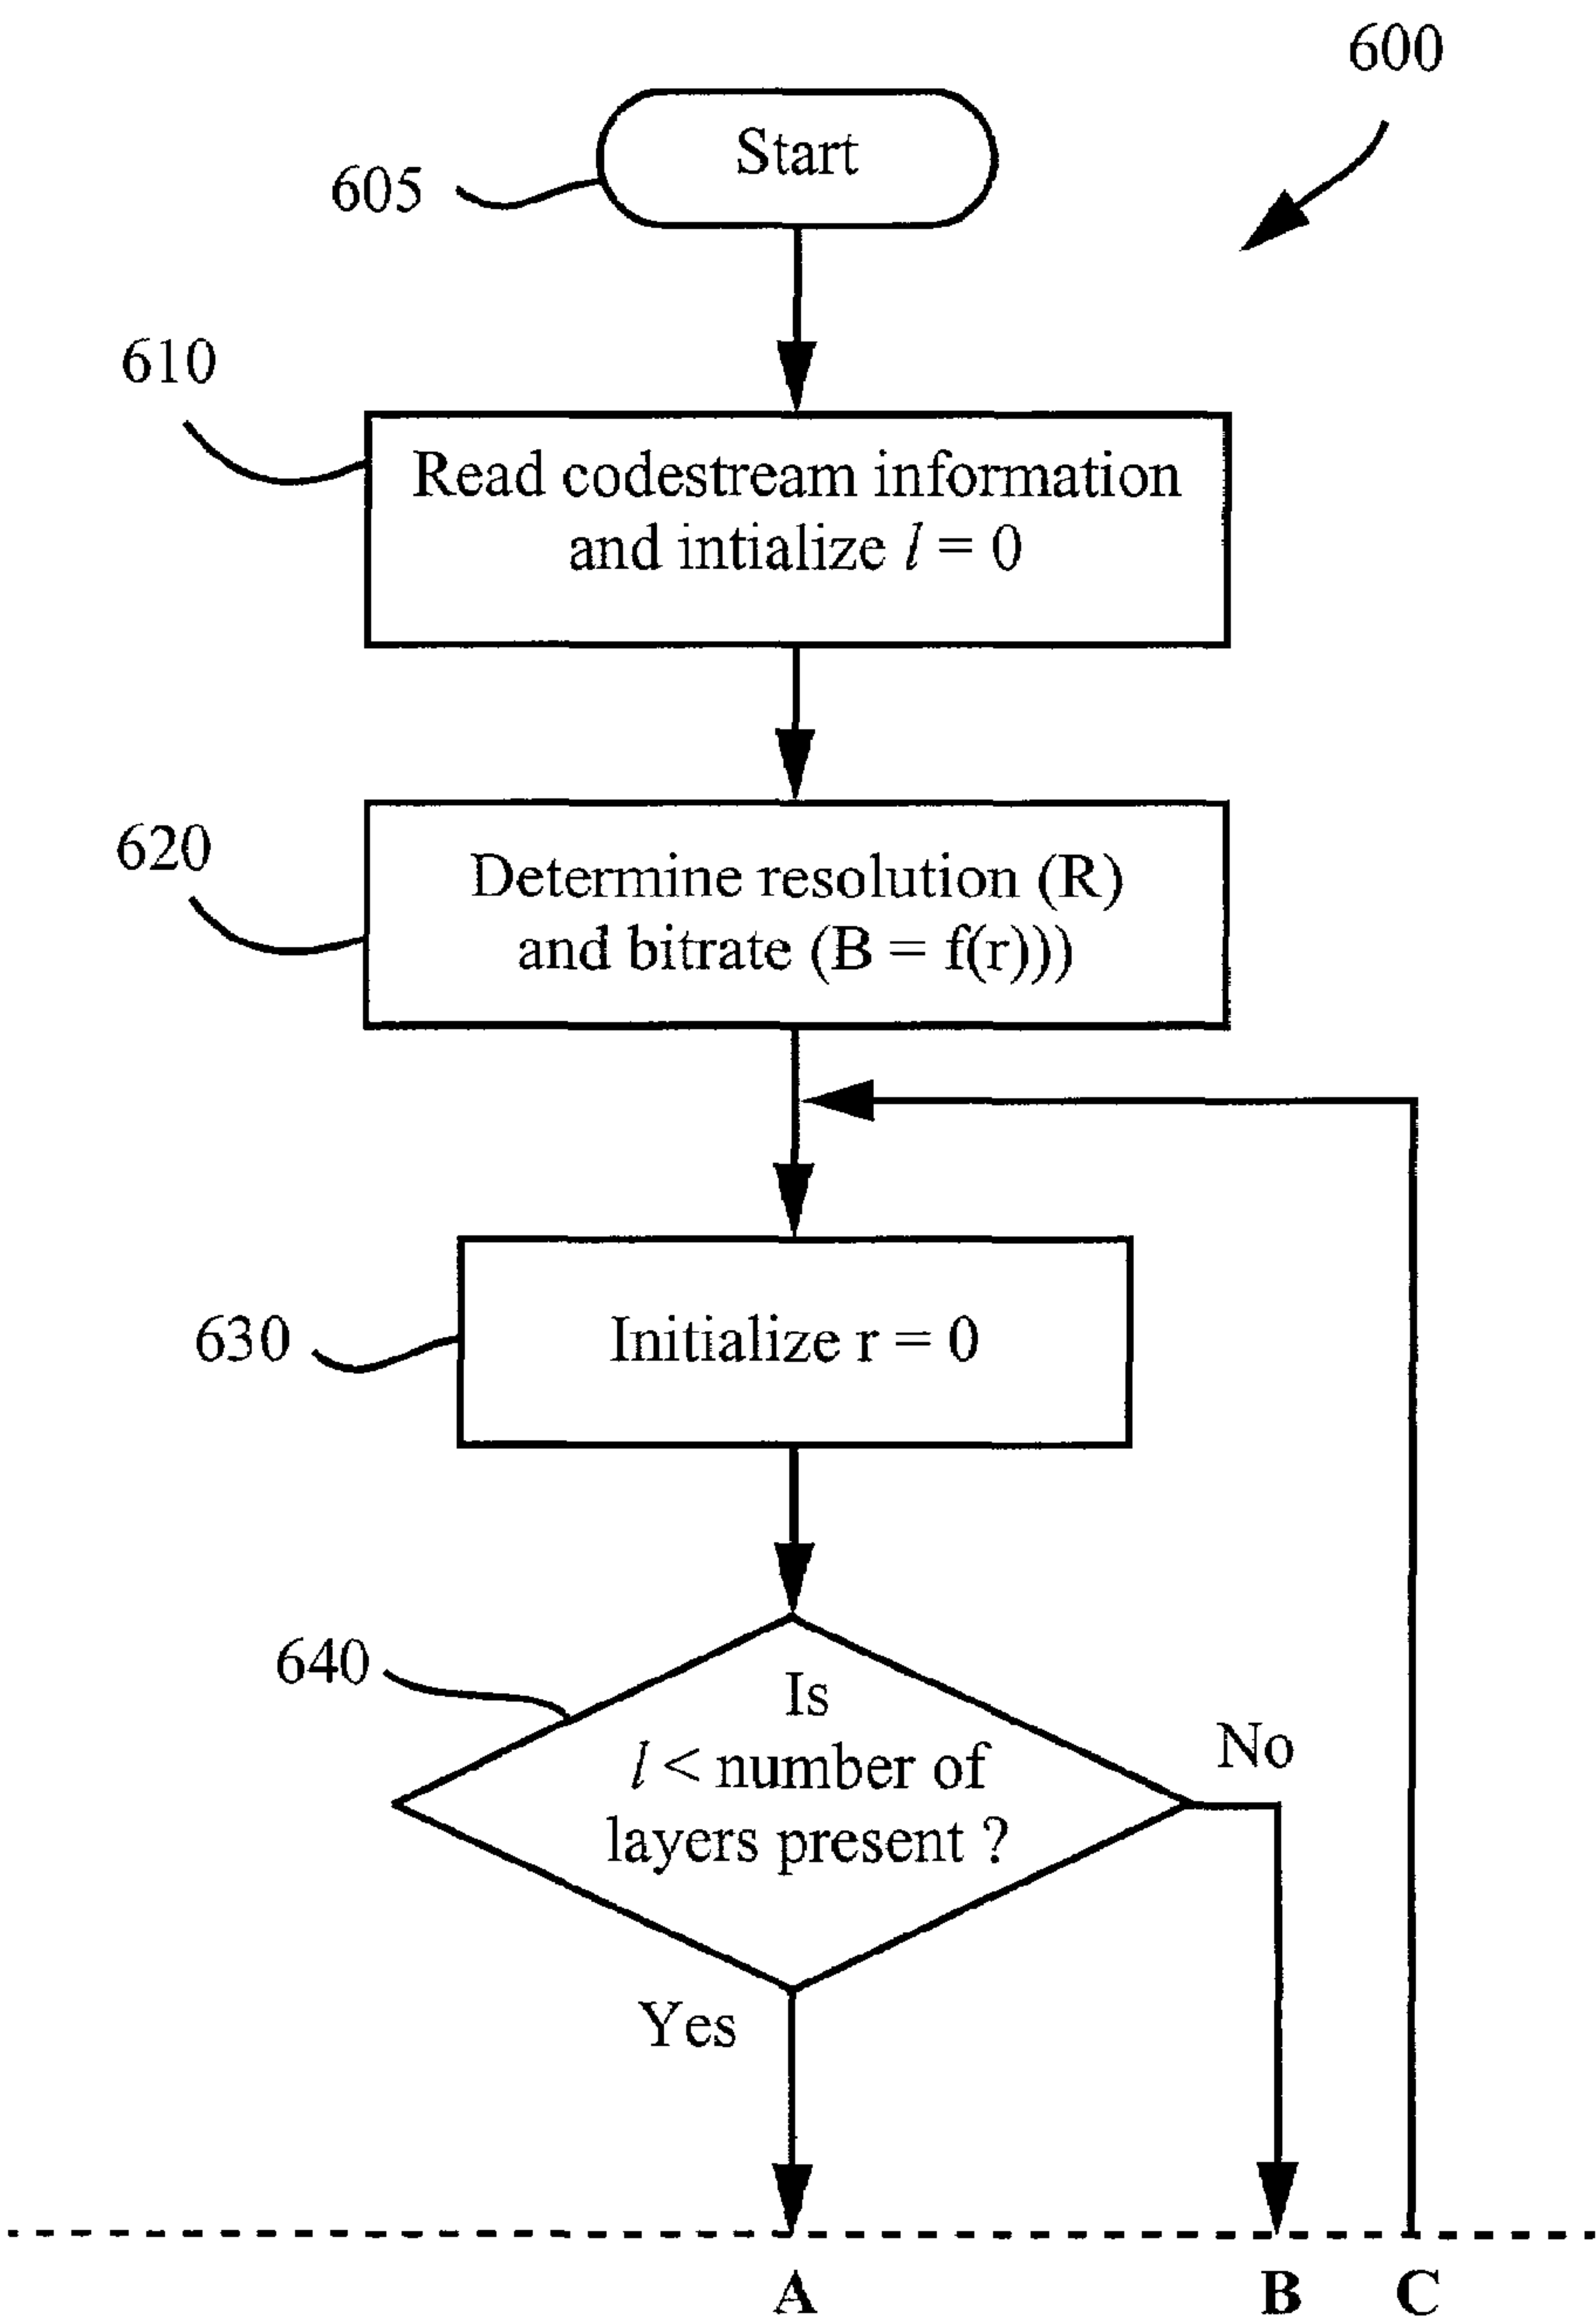 600
Start
605
610
Read codestream information
and intialize l = 0
620
Determine resolution (R)
and bitrate (B = f(r)))
630
Initialize r = 0
640
Is
l < number of
layers present ?
No
Yes
A
B
C